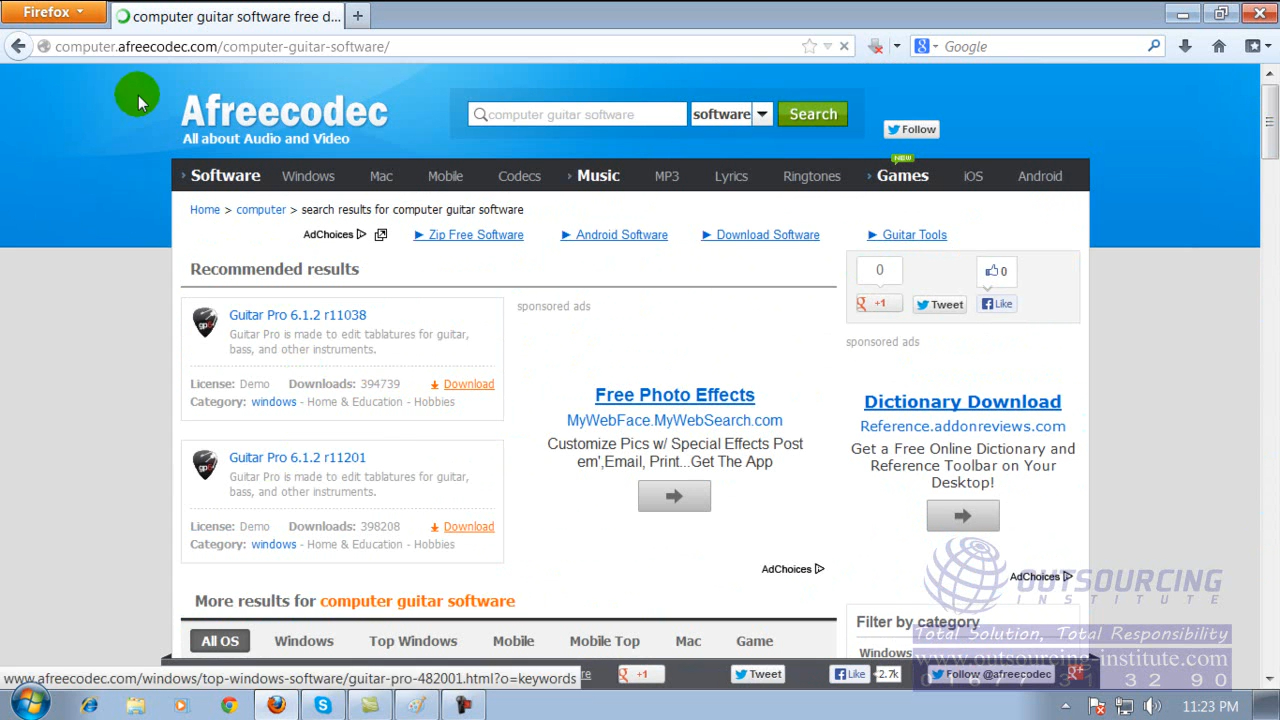 Firefox
computer guitar software free d...
computer.afreecodec.com/computer-guitar-software/
Google
Afreecodec
All about Audio and Video
computer guitar software
software
Search
Follow
NEW
Software Windows Mac Mobile Codecs Music MP3 Lyrics Ringtones Games iOS Android
Home > computer > search results for computer guitar software
AdChoices
Zip Free Software
Android Software
Download Software
Guitar Tools
Recommended results
0
0
+1
Tweet
Like
Guitar Pro 6.1.2 r11038
Guitar Pro is made to edit tablatures for guitar,
bass, and other instruments.
License: Demo Downloads: 394739 Download
Category: windows - Home & Education - Hobbies
sponsored ads
Free Photo Effects
MyWebFace.MyWebSearch.com
Customize Pics w/ Special Effects Post
em',Email, Print...Get The App
sponsored ads
Dictionary Download
Reference.addonreviews.com
Get a Free Online Dictionary and
Reference Toolbar on Your
Desktop!
Guitar Pro 6.1.2 r11201
Guitar Pro is made to edit tablatures for guitar,
bass, and other instruments.
License: Demo Downloads: 398208 Download
Category: windows - Home & Education - Hobbies
AdChoices
AdChoices
OUTSOURCING
INSTITUTE
More results for computer guitar software
All OS Windows Top Windows Mobile Mobile Top Mac Game
Filter by category
Windows
Total Solution, Total Responsibility
www.outsourcing-institute.com
+1
Tweet
Like
2.7k
Follow @afreecodec
www.afreecodec.com/windows/top-windows-software/guitar-pro-482001.html?o=keywords
11:23 PM